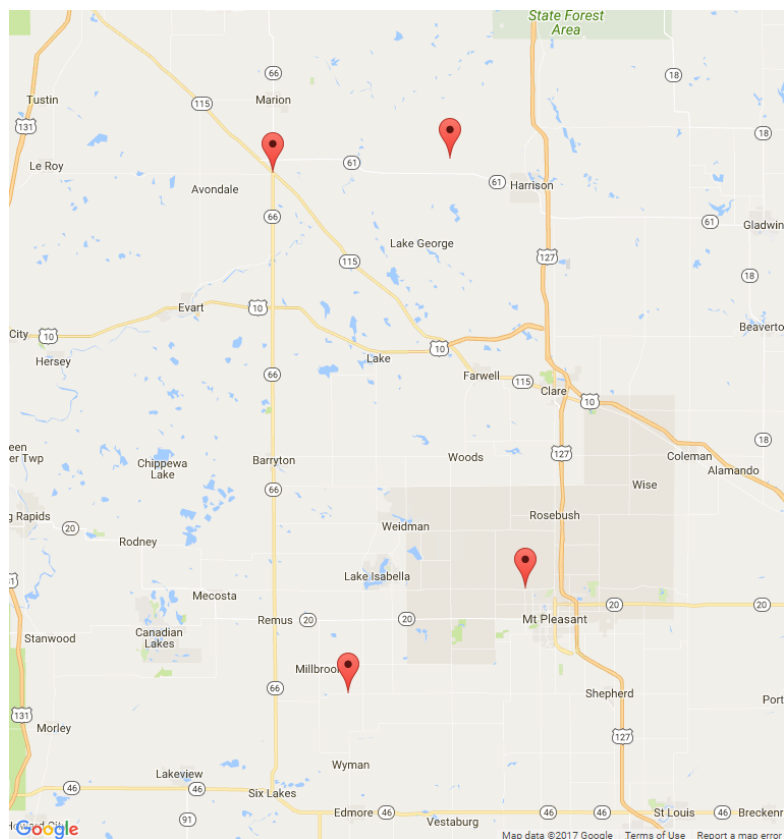 State Forest
Area
66
18
Tustin
115
Marion
131
18
61
Le Roy
61
Harrison
Avondale
66
61
Gladwin
Lake George
127
115
18
Evart
10
City
10
Beaverto
Hersey
10
Lake
66
Farwell
115
Clare
10
18
127
Woods
Coleman
Barryton
Chippewa
Lake
Alamando
er Twp
Wise
66
Rosebush
Weidman
20
Rodney
Lake Isabella
Mecosta
20
Remus
20
20
Mt Pleasant
Canadian
Lakes
Stanwood
Millbrook
66
Shepherd
Port
131
Morley
127
Wyman
Lakeview
46
46
Six Lakes
91
Edmore
46
46
St Louis
46
Brecken
Vestaburg
Google
Map data ©2017 Google
Terms of Use
Report a map error